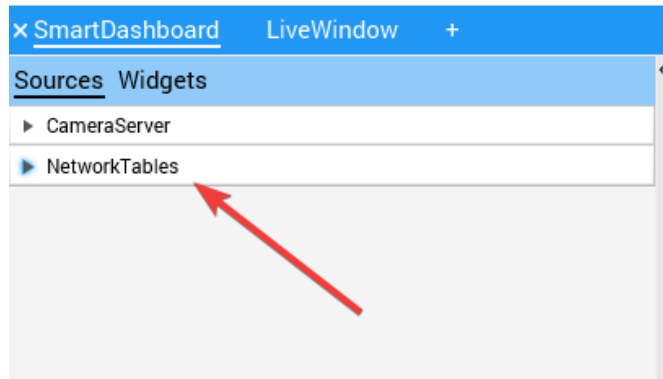 × SmartDashboard LiveWindow +
Sources Widgets
CameraServer
NetworkTables